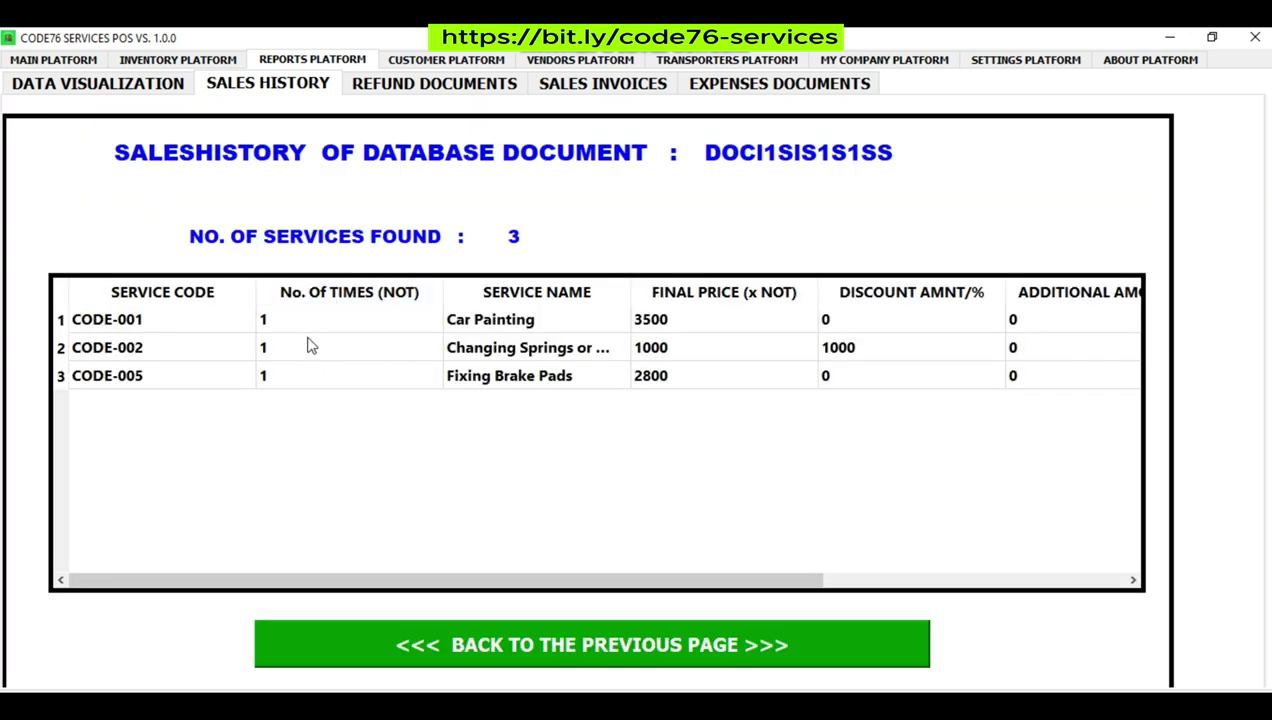 https://bit.ly/code76-services
CODE76 SERVICES POS VS. 1.0.0
MAIN PLATFORM INVENTORY PLATFORM REPORTS PLATFORM CUSTOMER PLATFORM VENDORS PLATFORM TRANSPORTERS PLATFORM MY COMPANY PLATFORM SETTINGS PLATFORM ABOUT PLATFORM
DATA VISUALIZATION SALES HISTORY REFUND DOCUMENTS SALES INVOICES EXPENSES DOCUMENTS
SALESHISTORY OF DATABASE DOCUMENT : DOCI1SIS1S1SS
NO. OF SERVICES FOUND : 3
SERVICE CODE No. Of TIMES (NOT) SERVICE NAME FINAL PRICE (x NOT) DISCOUNT AMNT/% ADDITIONAL AMO
1 CODE-001 1 Car Painting 3500 0 0
2 CODE-002 1 Changing Springs or ... 1000 1000 0
3 CODE-005 1 Fixing Brake Pads 2800 0 0
<<< BACK TO THE PREVIOUS PAGE >>>